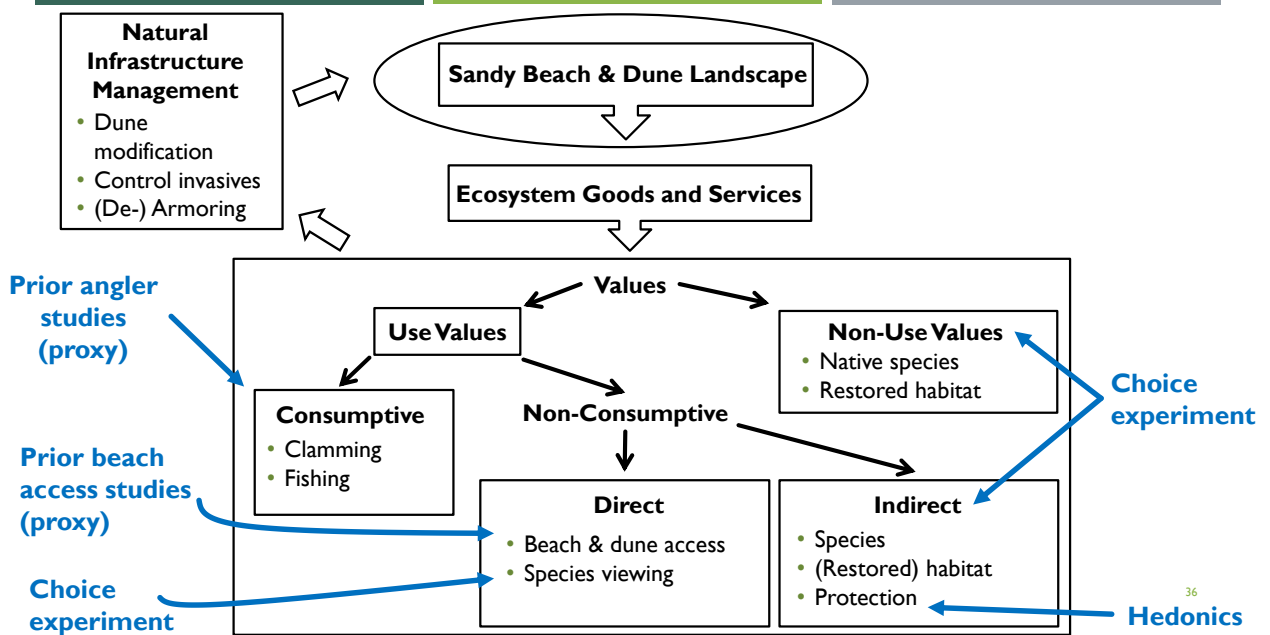 Natural
Infrastructure
Management
• Dune
modification
• Control invasives
• (De-) Armoring
Sandy Beach & Dune Landscape
Ecosystem Goods and Services
Values
Use Values
Non-Use Values
• Native species
• Restored habitat
Prior angler
studies
(proxy)
Consumptive
• Clamming
• Fishing
Non-Consumptive
Choice
experiment
Prior beach
access studies
(proxy)
Direct
• Beach & dune access
• Species viewing
Indirect
• Species
• (Restored) habitat
• Protection
Choice
experiment
36
Hedonics